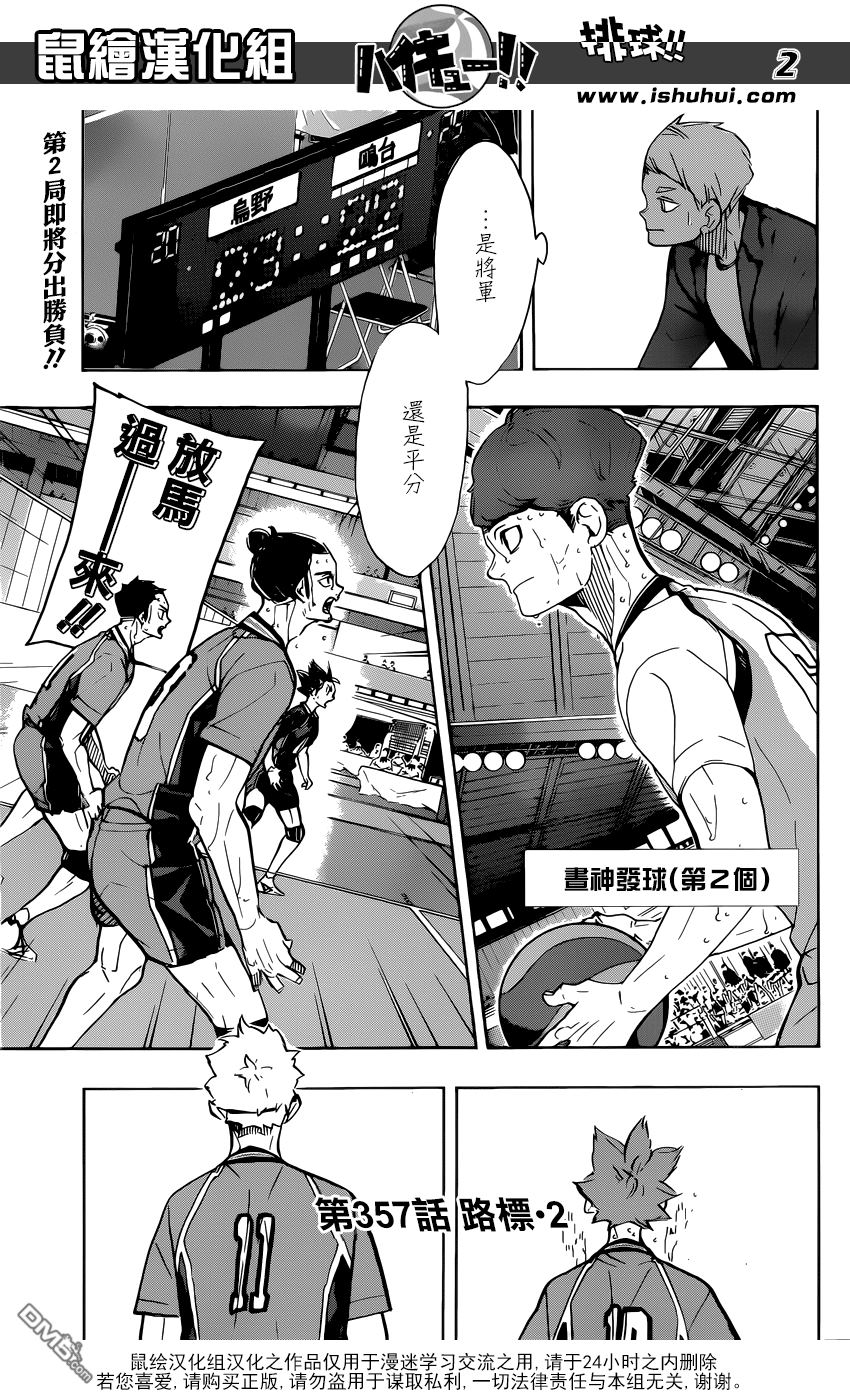 鼠繪漢化組
ハイキュー!!
排球!!
2
www.ishuhui.com
第2局即將分出勝負!!
烏野
鴎台
…是將軍
還是平分
放馬
過——來!!
晝神發球(第2個)
第357話 路標·2
11
10
鼠绘汉化组汉化之作品仅用于漫迷学习交流之用, 请于24小时之内删除
若您喜爱, 请购买正版, 请勿用于谋取私利, 一切法律责任与本组无关, 谢谢。